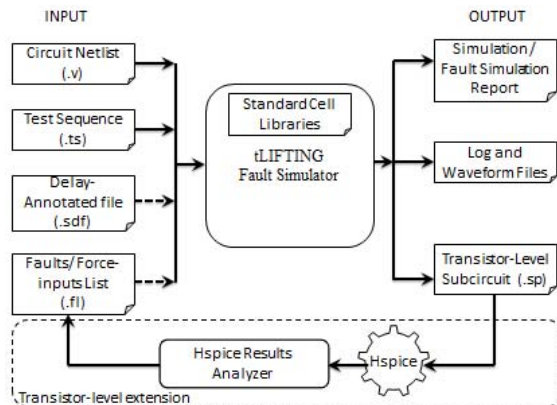 INPUT
OUTPUT
Circuit Netlist
(.v)
Test Sequence
(.ts)
Delay-
Annotated file
(.sdf)
Faults/Force-
inputs List
(.fl)
Standard Cell
Libraries
tLIFTING
Fault Simulator
Simulation /
Fault Simulation
Report
Log and
Waveform Files
Transistor-Level
Subcircuit (.sp)
Hspice Results
Analyzer
Hspice
Transistor-level extension